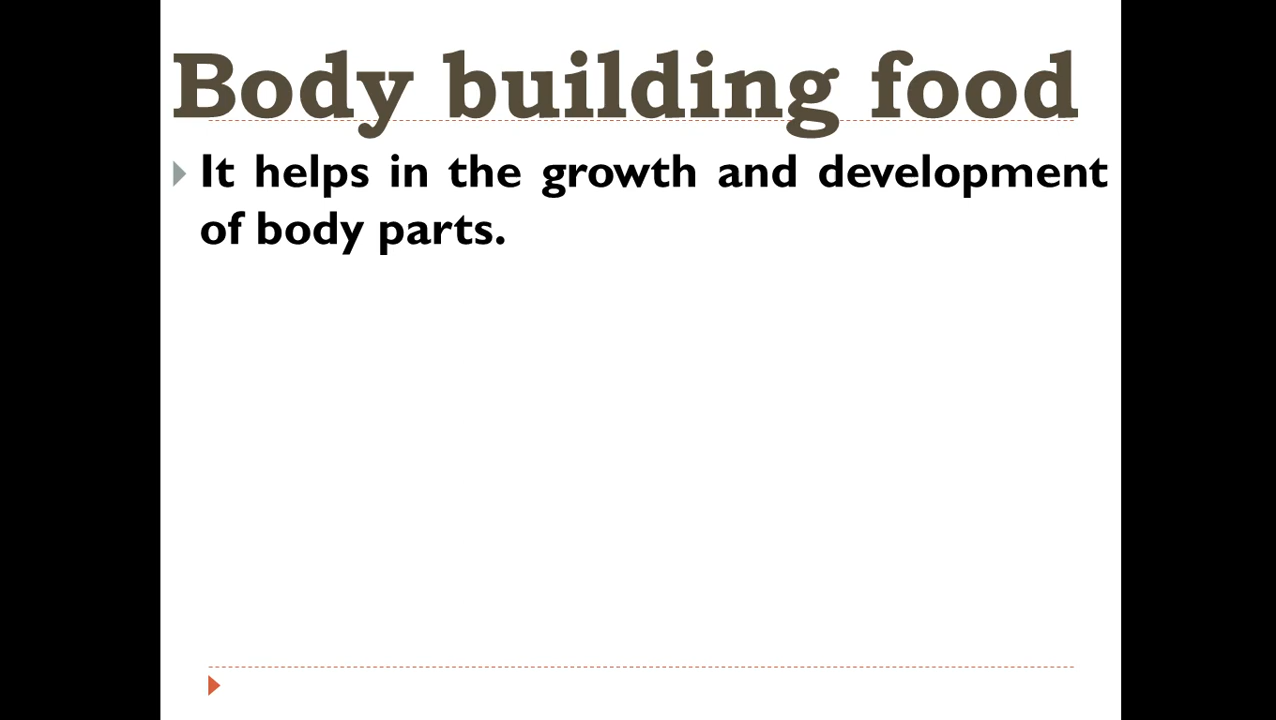 Body building food
It helps in the growth and development
of body parts.